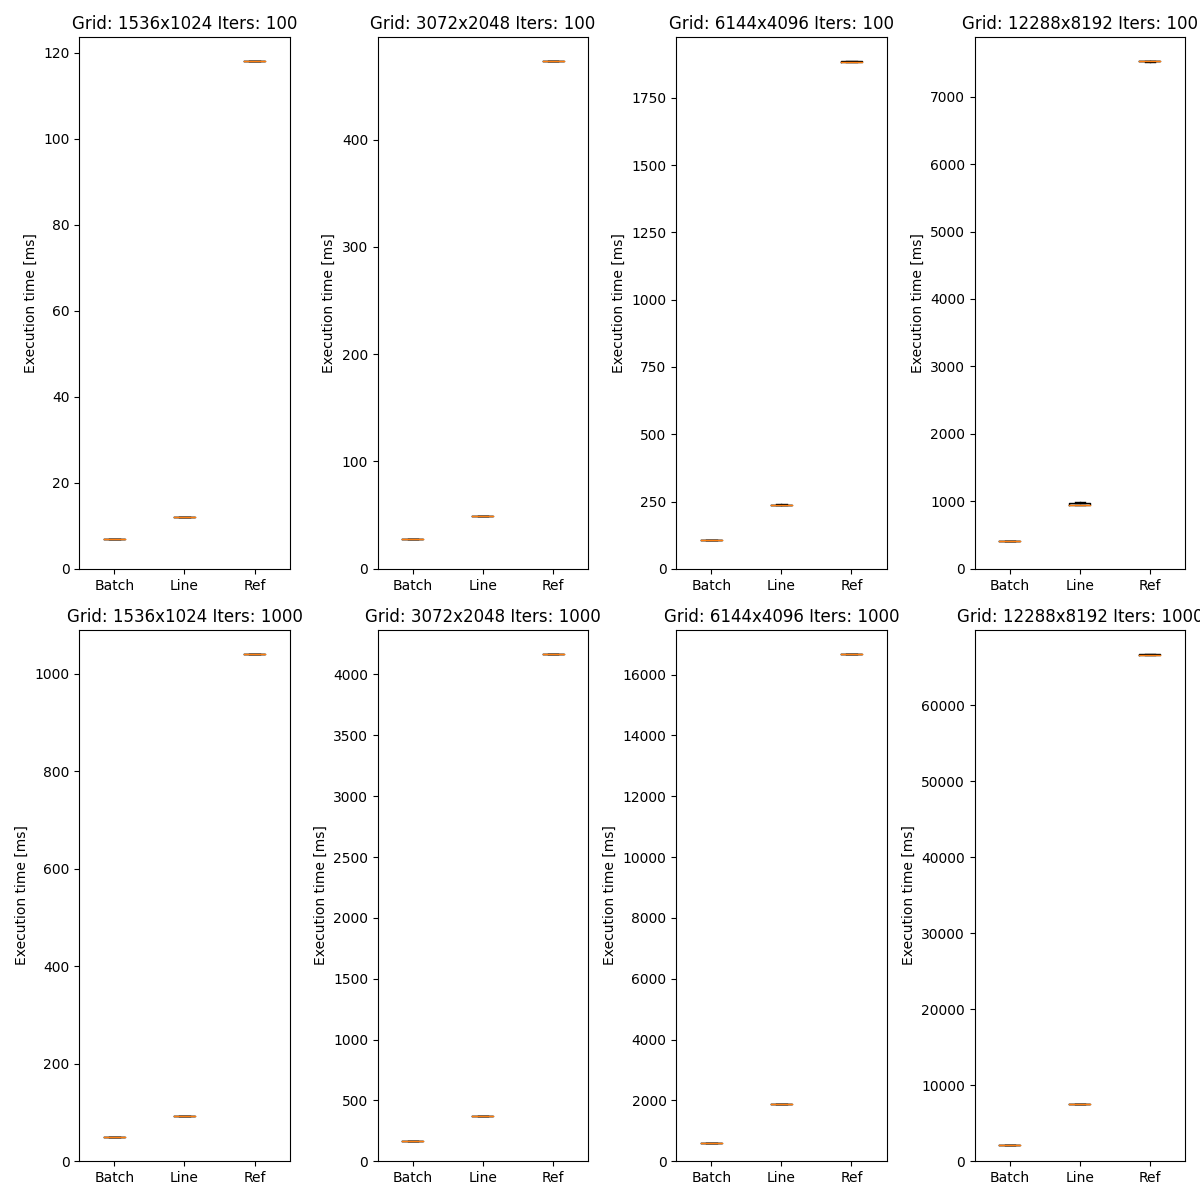 Grid: 1536x1024 Iters: 100
Execution time [ms]
120
100
80
60
40
20
0
Batch Line Ref
Grid: 3072x2048 Iters: 100
Execution time [ms]
400
300
200
100
0
Batch Line Ref
Grid: 6144x4096 Iters: 100
Execution time [ms]
1750
1500
1250
1000
750
500
250
0
Batch Line Ref
Grid: 12288x8192 Iters: 100
Execution time [ms]
7000
6000
5000
4000
3000
2000
1000
0
Batch Line Ref
Grid: 1536x1024 Iters: 1000
Execution time [ms]
1000
800
600
400
200
0
Batch Line Ref
Grid: 3072x2048 Iters: 1000
Execution time [ms]
4000
3500
3000
2500
2000
1500
1000
500
0
Batch Line Ref
Grid: 6144x4096 Iters: 1000
Execution time [ms]
16000
14000
12000
10000
8000
6000
4000
2000
0
Batch Line Ref
Grid: 12288x8192 Iters: 1000
Execution time [ms]
60000
50000
40000
30000
20000
10000
0
Batch Line Ref